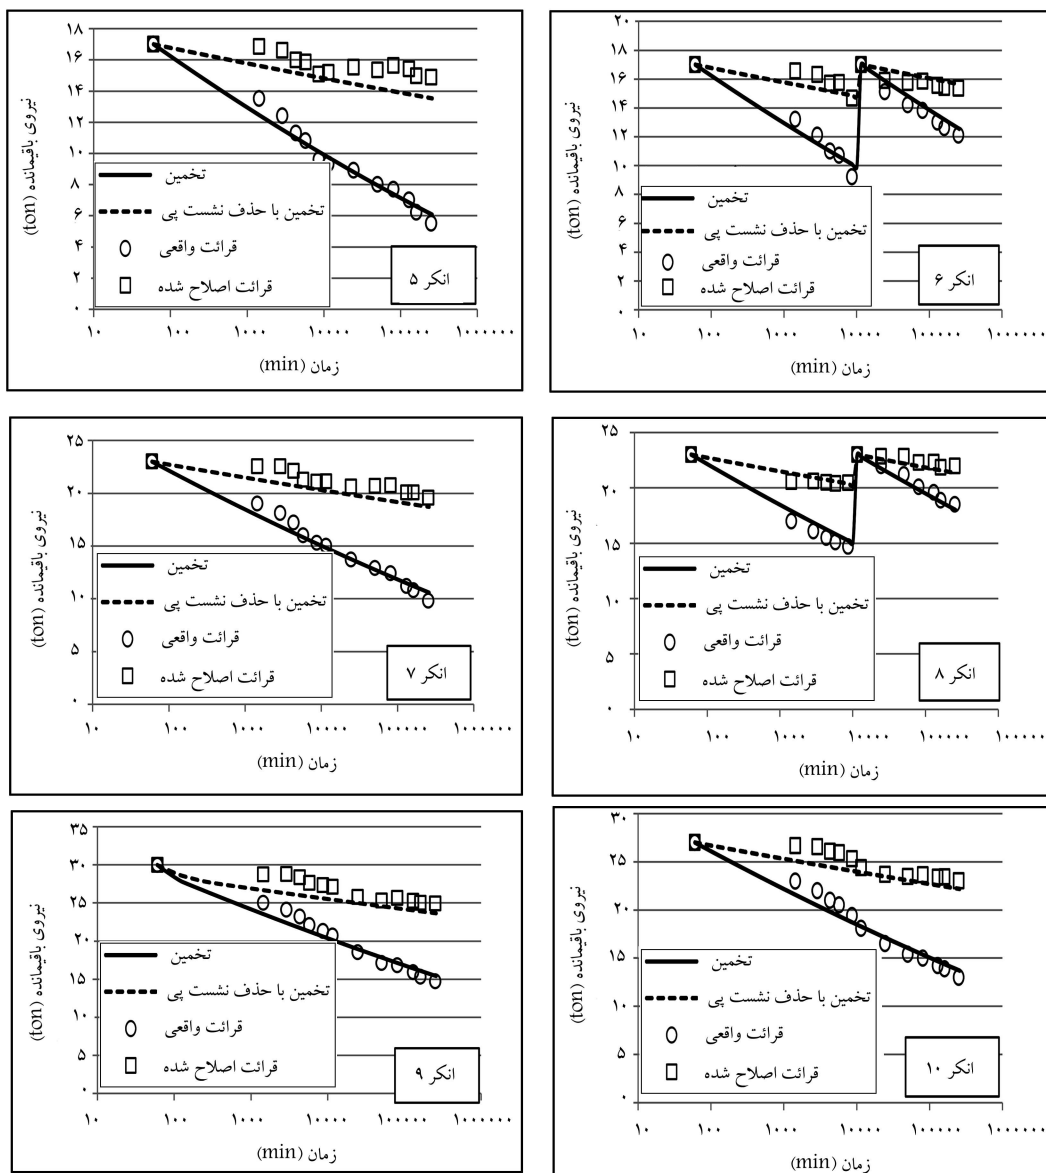 ۱۸
۱۶
۱۴
۱۲
۱۰
۸
۶
۴
۲
۰
نیروی باقیمانده (ton)
تخمین
تخمین با حذف نشست پی
قرائت واقعی
قرائت اصلاح شده
انکر ۵
۱۰ ۱۰۰ ۱۰۰۰ ۱۰۰۰۰ ۱۰۰۰۰۰ ۱۰۰۰۰۰۰
زمان (min)
۲۰
۱۸
۱۶
۱۴
۱۲
۱۰
۸
۶
۴
۲
۰
نیروی باقیمانده (ton)
تخمین
تخمین با حذف نشست پی
قرائت واقعی
قرائت اصلاح شده
انکر ۶
۱۰ ۱۰۰ ۱۰۰۰ ۱۰۰۰۰ ۱۰۰۰۰۰ ۱۰۰۰۰۰۰
زمان (min)
۲۵
۲۰
۱۵
۱۰
۵
۰
نیروی باقیمانده (ton)
تخمین
تخمین با حذف نشست پی
قرائت واقعی
قرائت اصلاح شده
انکر ۷
۱۰ ۱۰۰ ۱۰۰۰ ۱۰۰۰۰ ۱۰۰۰۰۰ ۱۰۰۰۰۰۰
زمان (min)
۲۵
۲۰
۱۵
۱۰
۵
۰
نیروی باقیمانده (ton)
تخمین
تخمین با حذف نشست پی
قرائت واقعی
قرائت اصلاح شده
انکر ۸
۱۰ ۱۰۰ ۱۰۰۰ ۱۰۰۰۰ ۱۰۰۰۰۰ ۱۰۰۰۰۰۰
زمان (min)
۳۵
۳۰
۲۵
۲۰
۱۵
۱۰
۵
۰
نیروی باقیمانده (ton)
تخمین
تخمین با حذف نشست پی
قرائت واقعی
قرائت اصلاح شده
انکر ۹
۱۰ ۱۰۰ ۱۰۰۰ ۱۰۰۰۰ ۱۰۰۰۰۰ ۱۰۰۰۰۰۰
زمان (min)
۳۰
۲۵
۲۰
۱۵
۱۰
۵
۰
نیروی باقیمانده (ton)
تخمین
تخمین با حذف نشست پی
قرائت واقعی
قرائت اصلاح شده
انکر ۱۰
۱۰ ۱۰۰ ۱۰۰۰ ۱۰۰۰۰ ۱۰۰۰۰۰ ۱۰۰۰۰۰۰
زمان (min)